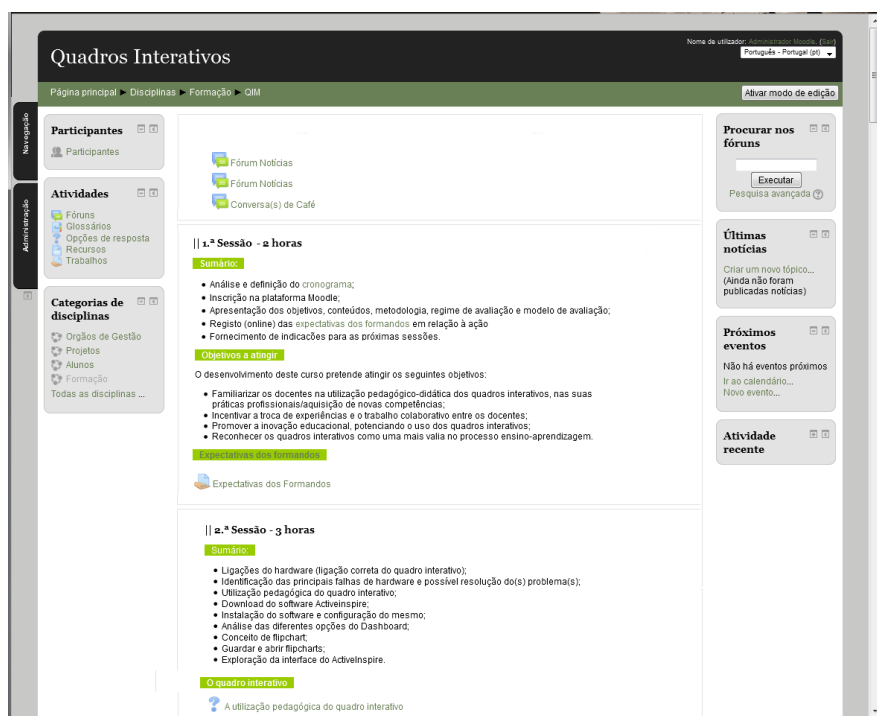 Nome de utilizador: Administrador Moodle. (Sair)
Quadros Interativos
Português - Portugal (pt)
Página principal ► Disciplinas ► Formação ► QIM
Ativar modo de edição
Navegação
Administração
Participantes
Participantes
Atividades
Fóruns
Glossários
Opções de resposta
Recursos
Trabalhos
Categorias de
disciplinas
Orgãos de Gestão
Projetos
Alunos
Formação
Todas as disciplinas ...
Fórum Notícias
Fórum Notícias
Conversa(s) de Café
|| 1.ª Sessão - 2 horas
Sumário:
• Análise e definição do cronograma;
• Inscrição na plataforma Moodle;
• Apresentação dos objetivos, conteúdos, metodologia, regime de avaliação e modelo de avaliação;
• Registo (online) das expectativas dos formandos em relação à ação
• Fornecimento de indicações para as próximas sessões.
Objetivos a atingir
O desenvolvimento deste curso pretende atingir os seguintes objetivos:
• Familiarizar os docentes na utilização pedagógico-didática dos quadros interativos, nas suas
práticas profissionais/aquisição de novas competências;
• Incentivar a troca de experiências e o trabalho colaborativo entre os docentes;
• Promover a inovação educacional, potenciando o uso dos quadros interativos;
• Reconhecer os quadros interativos como uma mais valia no processo ensino-aprendizagem.
Expectativas dos formandos
Expectativas dos Formandos
|| 2.ª Sessão - 3 horas
Sumário:
• Ligações do hardware (ligação correta do quadro interativo);
• Identificação das principais falhas de hardware e possível resolução do(s) problema(s);
• Utilização pedagógica do quadro interativo;
• Download do software Activeinspire;
• Instalação do software e configuração do mesmo;
• Análise das diferentes opções do Dashboard;
• Conceito de flipchart;
• Guardar e abrir flipcharts;
• Exploração da interface do ActiveInspire.
O quadro interativo
A utilização pedagógica do quadro interativo
Procurar nos
fóruns
Executar
Pesquisa avançada
Últimas
notícias
Criar um novo tópico...
(Ainda não foram
publicadas notícias)
Próximos
eventos
Não há eventos próximos
Ir ao calendário...
Novo evento...
Atividade
recente